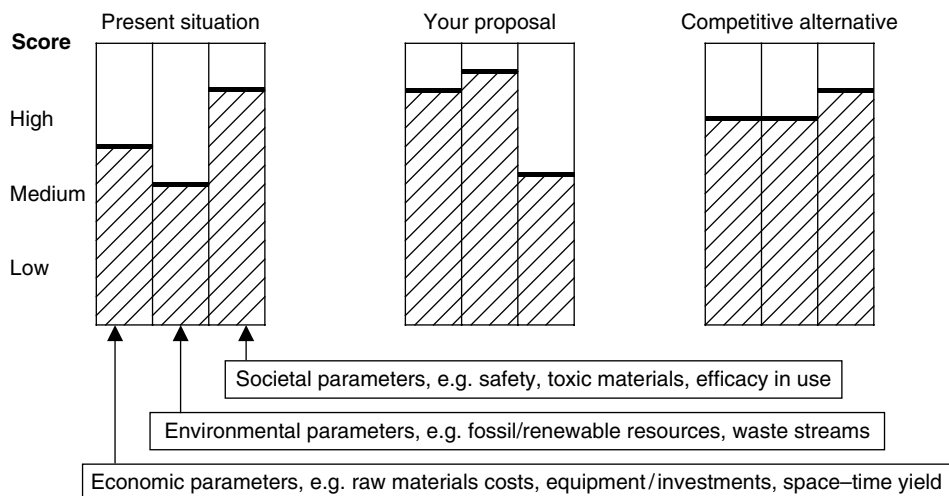 Present situation
Your proposal
Competitive alternative
Score
High
Medium
Low
Societal parameters, e.g. safety, toxic materials, efficacy in use
Environmental parameters, e.g. fossil/renewable resources, waste streams
Economic parameters, e.g. raw materials costs, equipment/investments, space–time yield